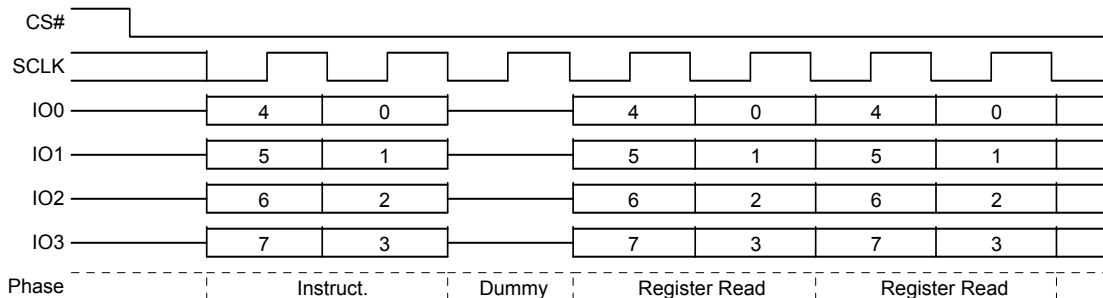 CS#
SCLK
IO0 4 0 4 0 4 0
IO1 5 1 5 1 5 1
IO2 6 2 6 2 6 2
IO3 7 3 7 3 7 3
Phase Instruct. Dummy Register Read Register Read